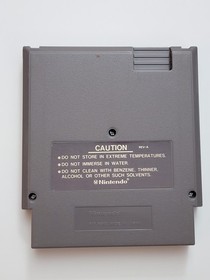 CAUTION
REV-A
•DO NOT STORE IN EXTREME TEMPERATURES.
•DO NOT IMMERSE IN WATER.
•DO NOT CLEAN WITH BENZENE, THINNER,
ALCOHOL OR OTHER SUCH SOLVENTS.
Nintendo